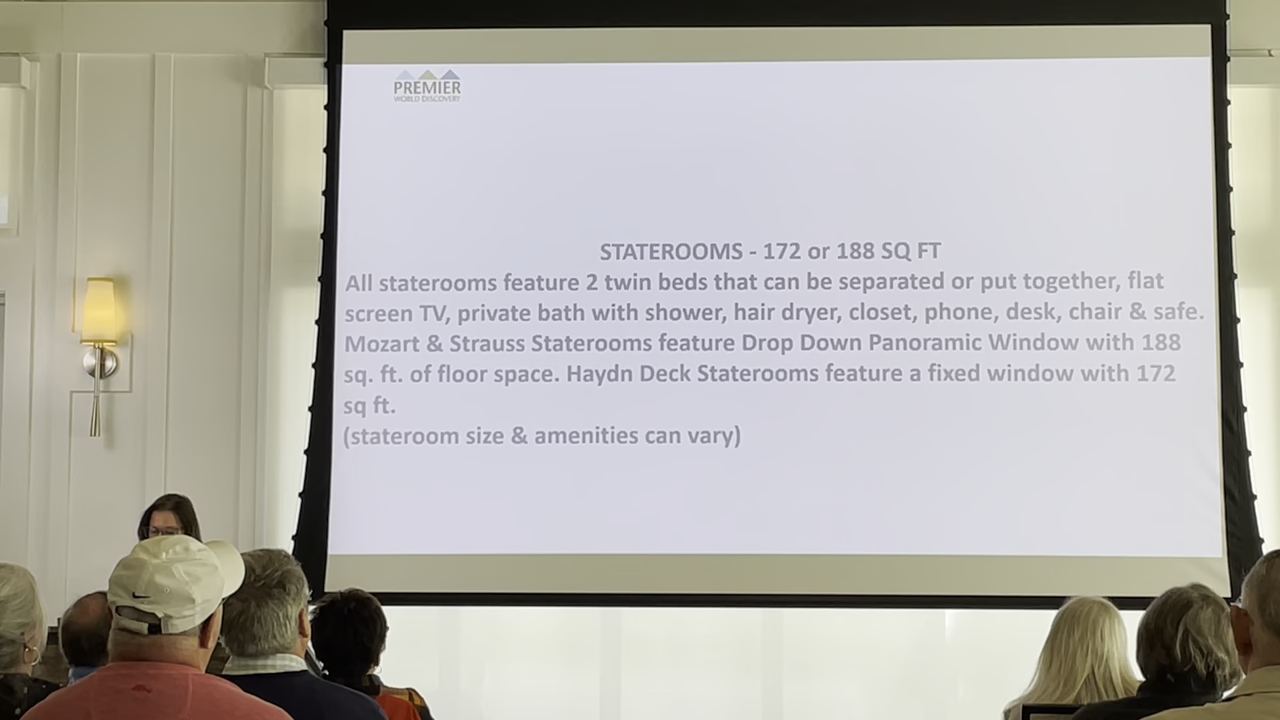 PREMIER
WORLD DISCOVERY
STATEROOMS - 172 or 188 SQ FT
All staterooms feature 2 twin beds that can be separated or put together, flat
screen TV, private bath with shower, hair dryer, closet, phone, desk, chair & safe.
Mozart & Strauss Staterooms feature Drop Down Panoramic Window with 188
sq. ft. of floor space. Haydn Deck Staterooms feature a fixed window with 172
sq ft.
(stateroom size & amenities can vary)